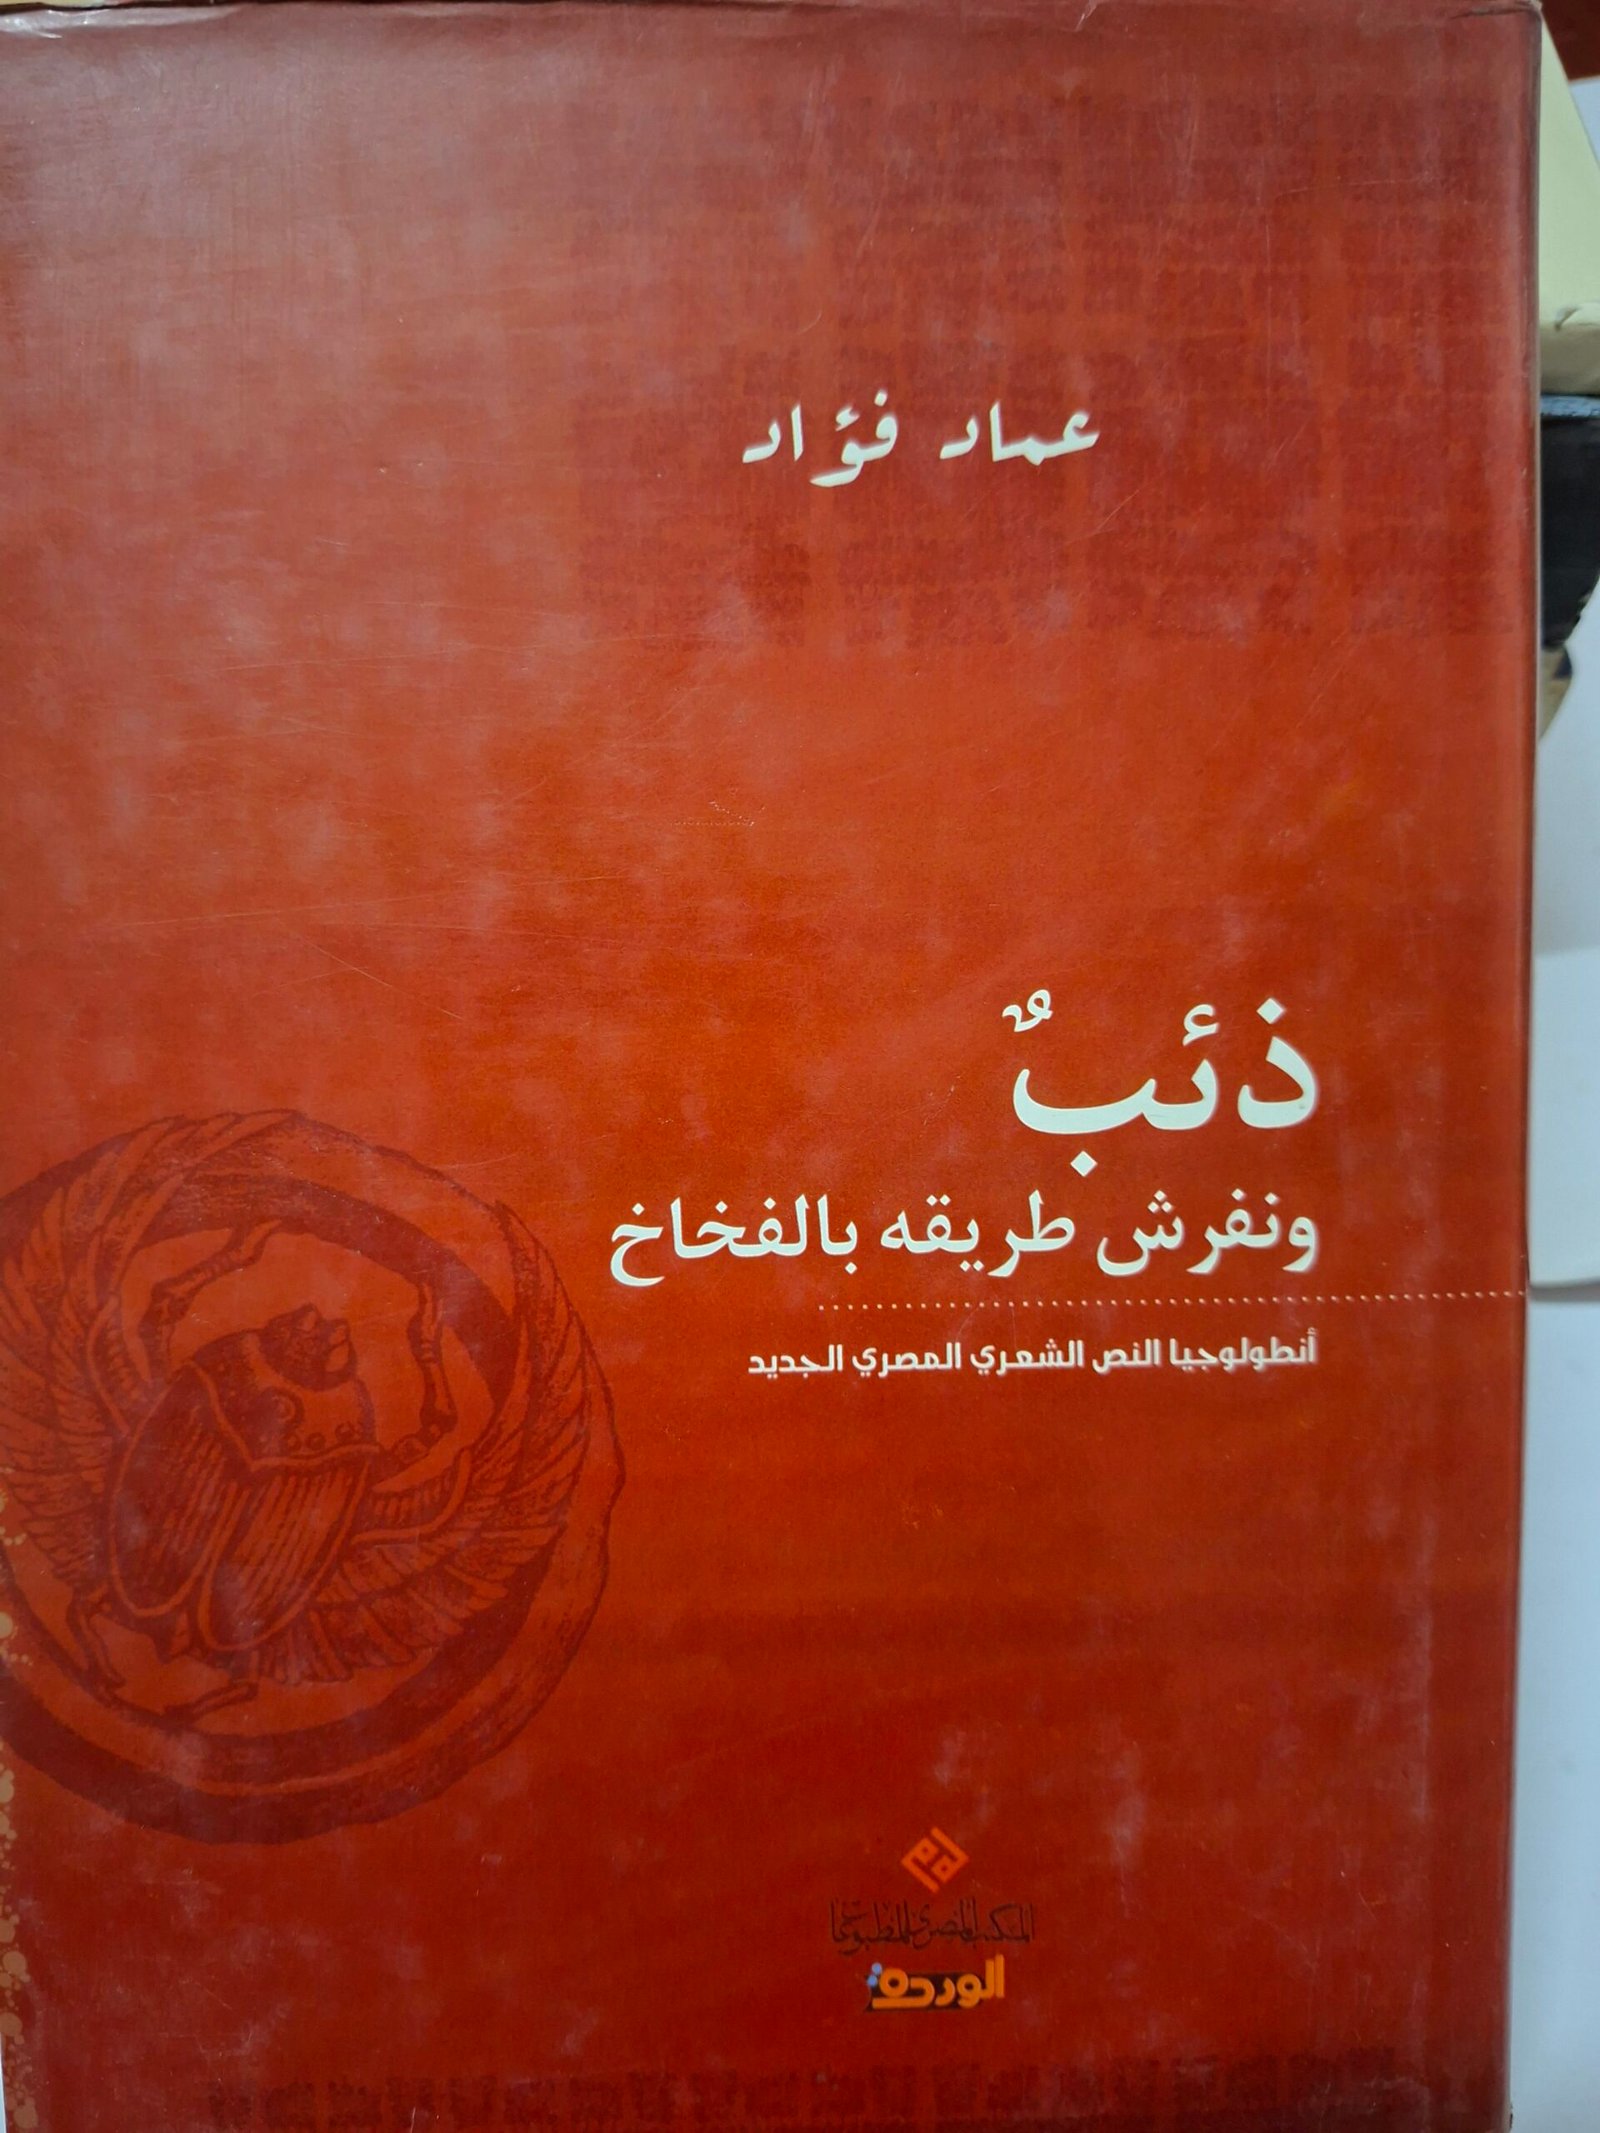 عماد فؤاد
ذئبٌ
ونفرش طريقه بالفخاخ
أنطولوجيا النص الشعري المصري الجديد
المكتب المصري للمطبوعات
الوردة